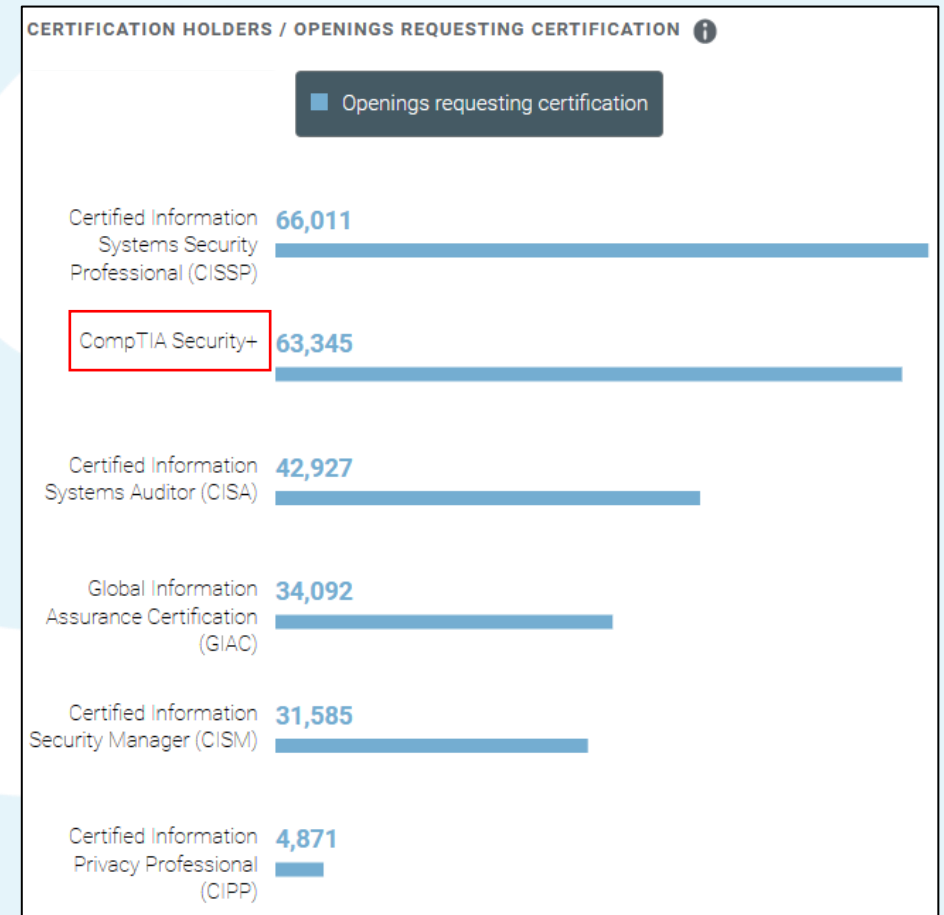 CERTIFICATION HOLDERS / OPENINGS REQUESTING CERTIFICATION i
Openings requesting certification
Certified Information
Systems Security
Professional (CISSP)
66,011
CompTIA Security+
63,345
Certified Information
Systems Auditor (CISA)
42,927
Global Information
Assurance Certification
(GIAC)
34,092
Certified Information
Security Manager (CISM)
31,585
Certified Information
Privacy Professional
(CIPP)
4,871